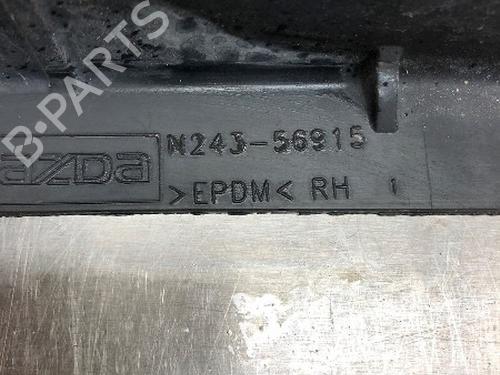 B-PARTS
N243-56915
mazda
>EPDM< RH 1